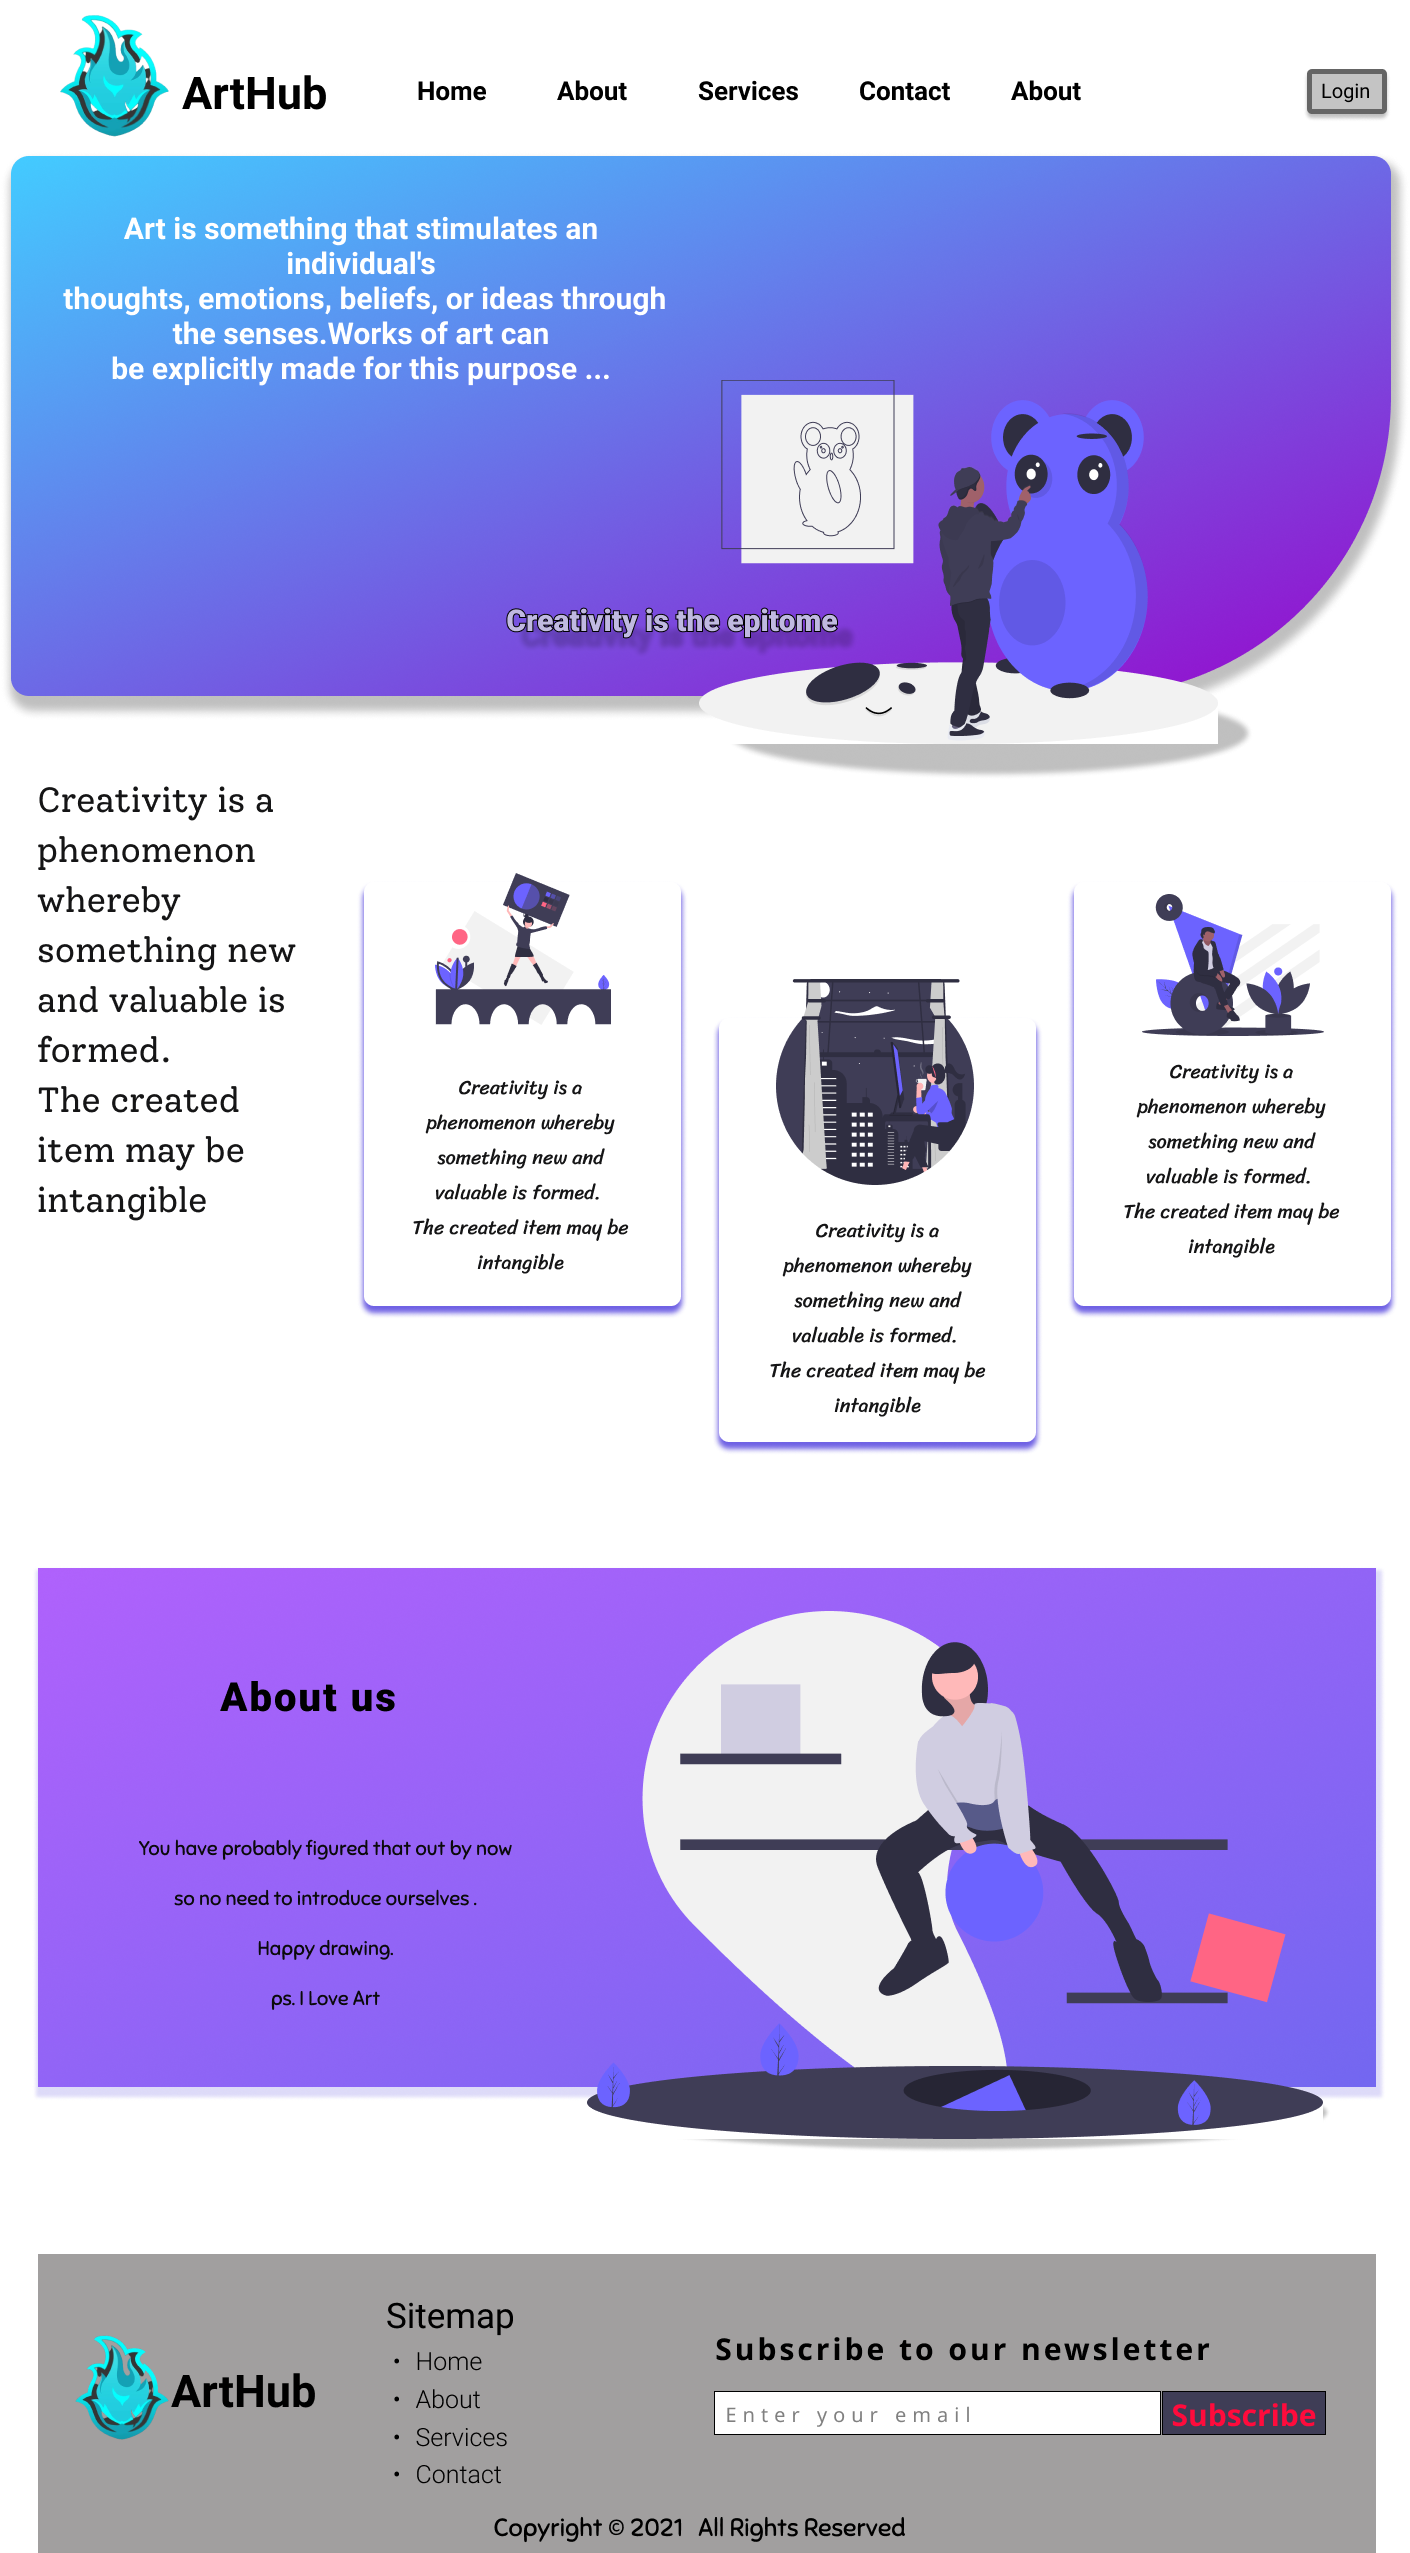 ArtHub
Home
About
Services
Contact
About
Login
Art is something that stimulates an
individual's
thoughts, emotions, beliefs, or ideas through
the senses.Works of art can
be explicitly made for this purpose ...
Creativity is the epitome
Creativity is a
phenomenon
whereby
something new
and valuable is
formed.
The created
item may be
intangible
Creativity is a
phenomenon whereby
something new and
valuable is formed.
The created item may be
intangible
Creativity is a
phenomenon whereby
something new and
valuable is formed.
The created item may be
intangible
Creativity is a
phenomenon whereby
something new and
valuable is formed.
The created item may be
intangible
About us
You have probably figured that out by now
so no need to introduce ourselves .
Happy drawing.
ps. I Love Art
ArtHub
Sitemap
• Home
• About
• Services
• Contact
Subscribe to our newsletter
Enter your email
Subscribe
Copyright © 2021 All Rights Reserved